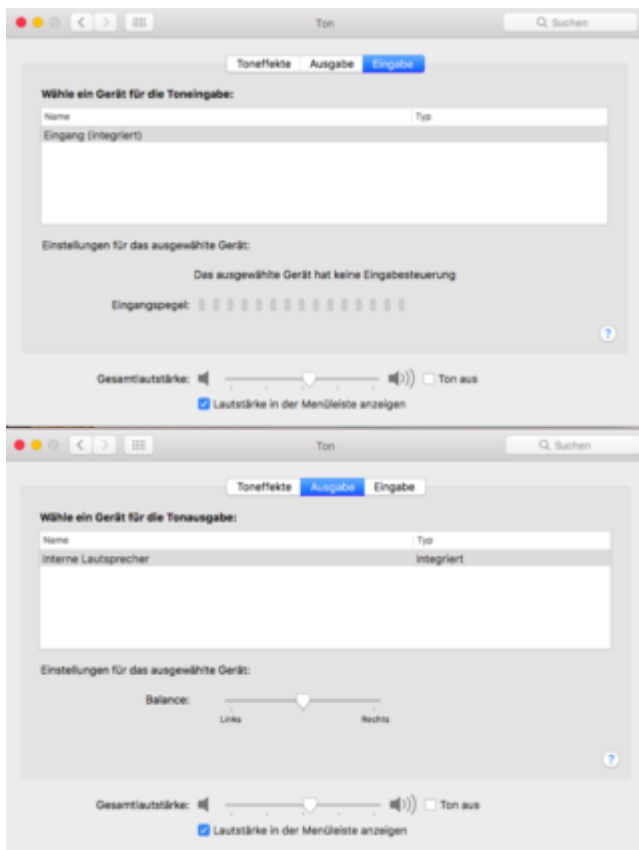 Ton
Suchen
Toneffekte Ausgabe Eingabe
Wähle ein Gerät für die Toneingabe:
Name Typ
Eingang (integriert)
Einstellungen für das ausgewählte Gerät:
Das ausgewählte Gerät hat keine Eingabesteuerung
Eingangspegel:
?
Gesamtlautstärke: Ton aus
Lautstärke in der Menüleiste anzeigen
Ton
Suchen
Toneffekte Ausgabe Eingabe
Wähle ein Gerät für die Tonausgabe:
Name Typ
Interne Lautsprecher Integriert
Einstellungen für das ausgewählte Gerät:
Balance:
Links Rechts
?
Gesamtlautstärke: Ton aus
Lautstärke in der Menüleiste anzeigen